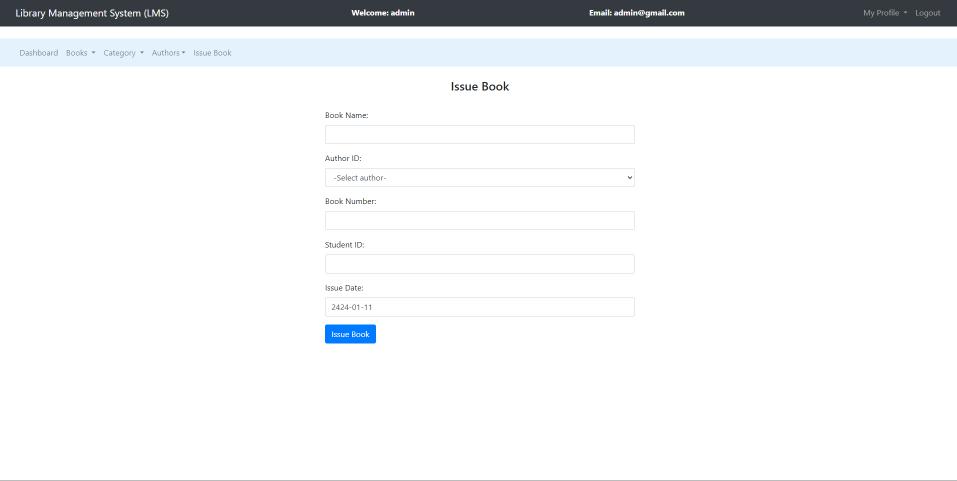 Library Management System (LMS) Welcome: admin Email: admin@gmail.com My Profile Logout
Dashboard Books Category Authors Issue Book
Issue Book
Book Name:
Author ID:
-Select author-
Book Number:
Student ID:
Issue Date:
2424-01-11
Issue Book